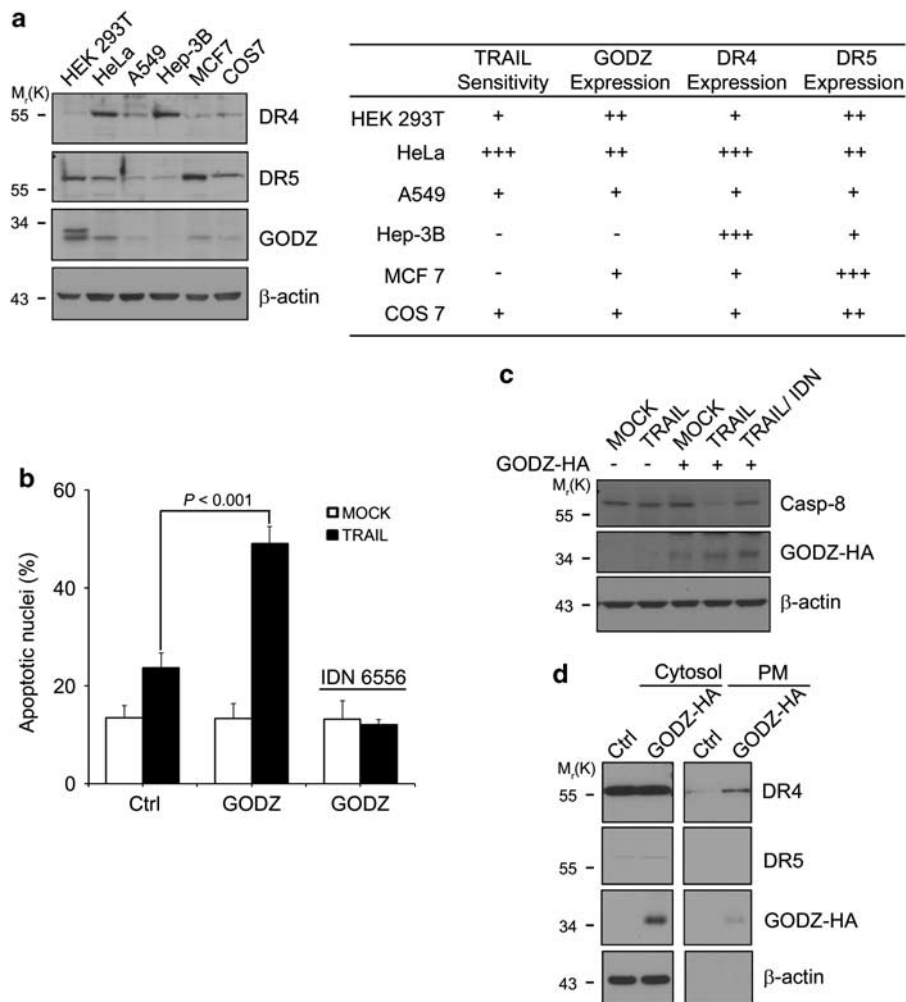 a
HEK 293T
HeLa
A549
Hep-3B
MCF7
COS7
Mr(K)
55
DR4
55
DR5
34
GODZ
43
β-actin
TRAIL Sensitivity GODZ Expression DR4 Expression DR5 Expression
HEK 293T + ++ + ++
HeLa +++ ++ +++ ++
A549 + + + +
Hep-3B - - +++ +
MCF 7 - + + +++
COS 7 + + + ++
b
Apoptotic nuclei (%)
60
40
20
0
P < 0.001
MOCK
TRAIL
IDN 6556
Ctrl GODZ GODZ
c
MOCK
TRAIL
MOCK
TRAIL
TRAIL/ IDN
GODZ-HA - - + + +
Mr(K)
55
Casp-8
34
GODZ-HA
43
β-actin
d
Cytosol PM
Ctrl
GODZ-HA
Ctrl
GODZ-HA
Mr(K)
55
DR4
55
DR5
34
GODZ-HA
43
β-actin